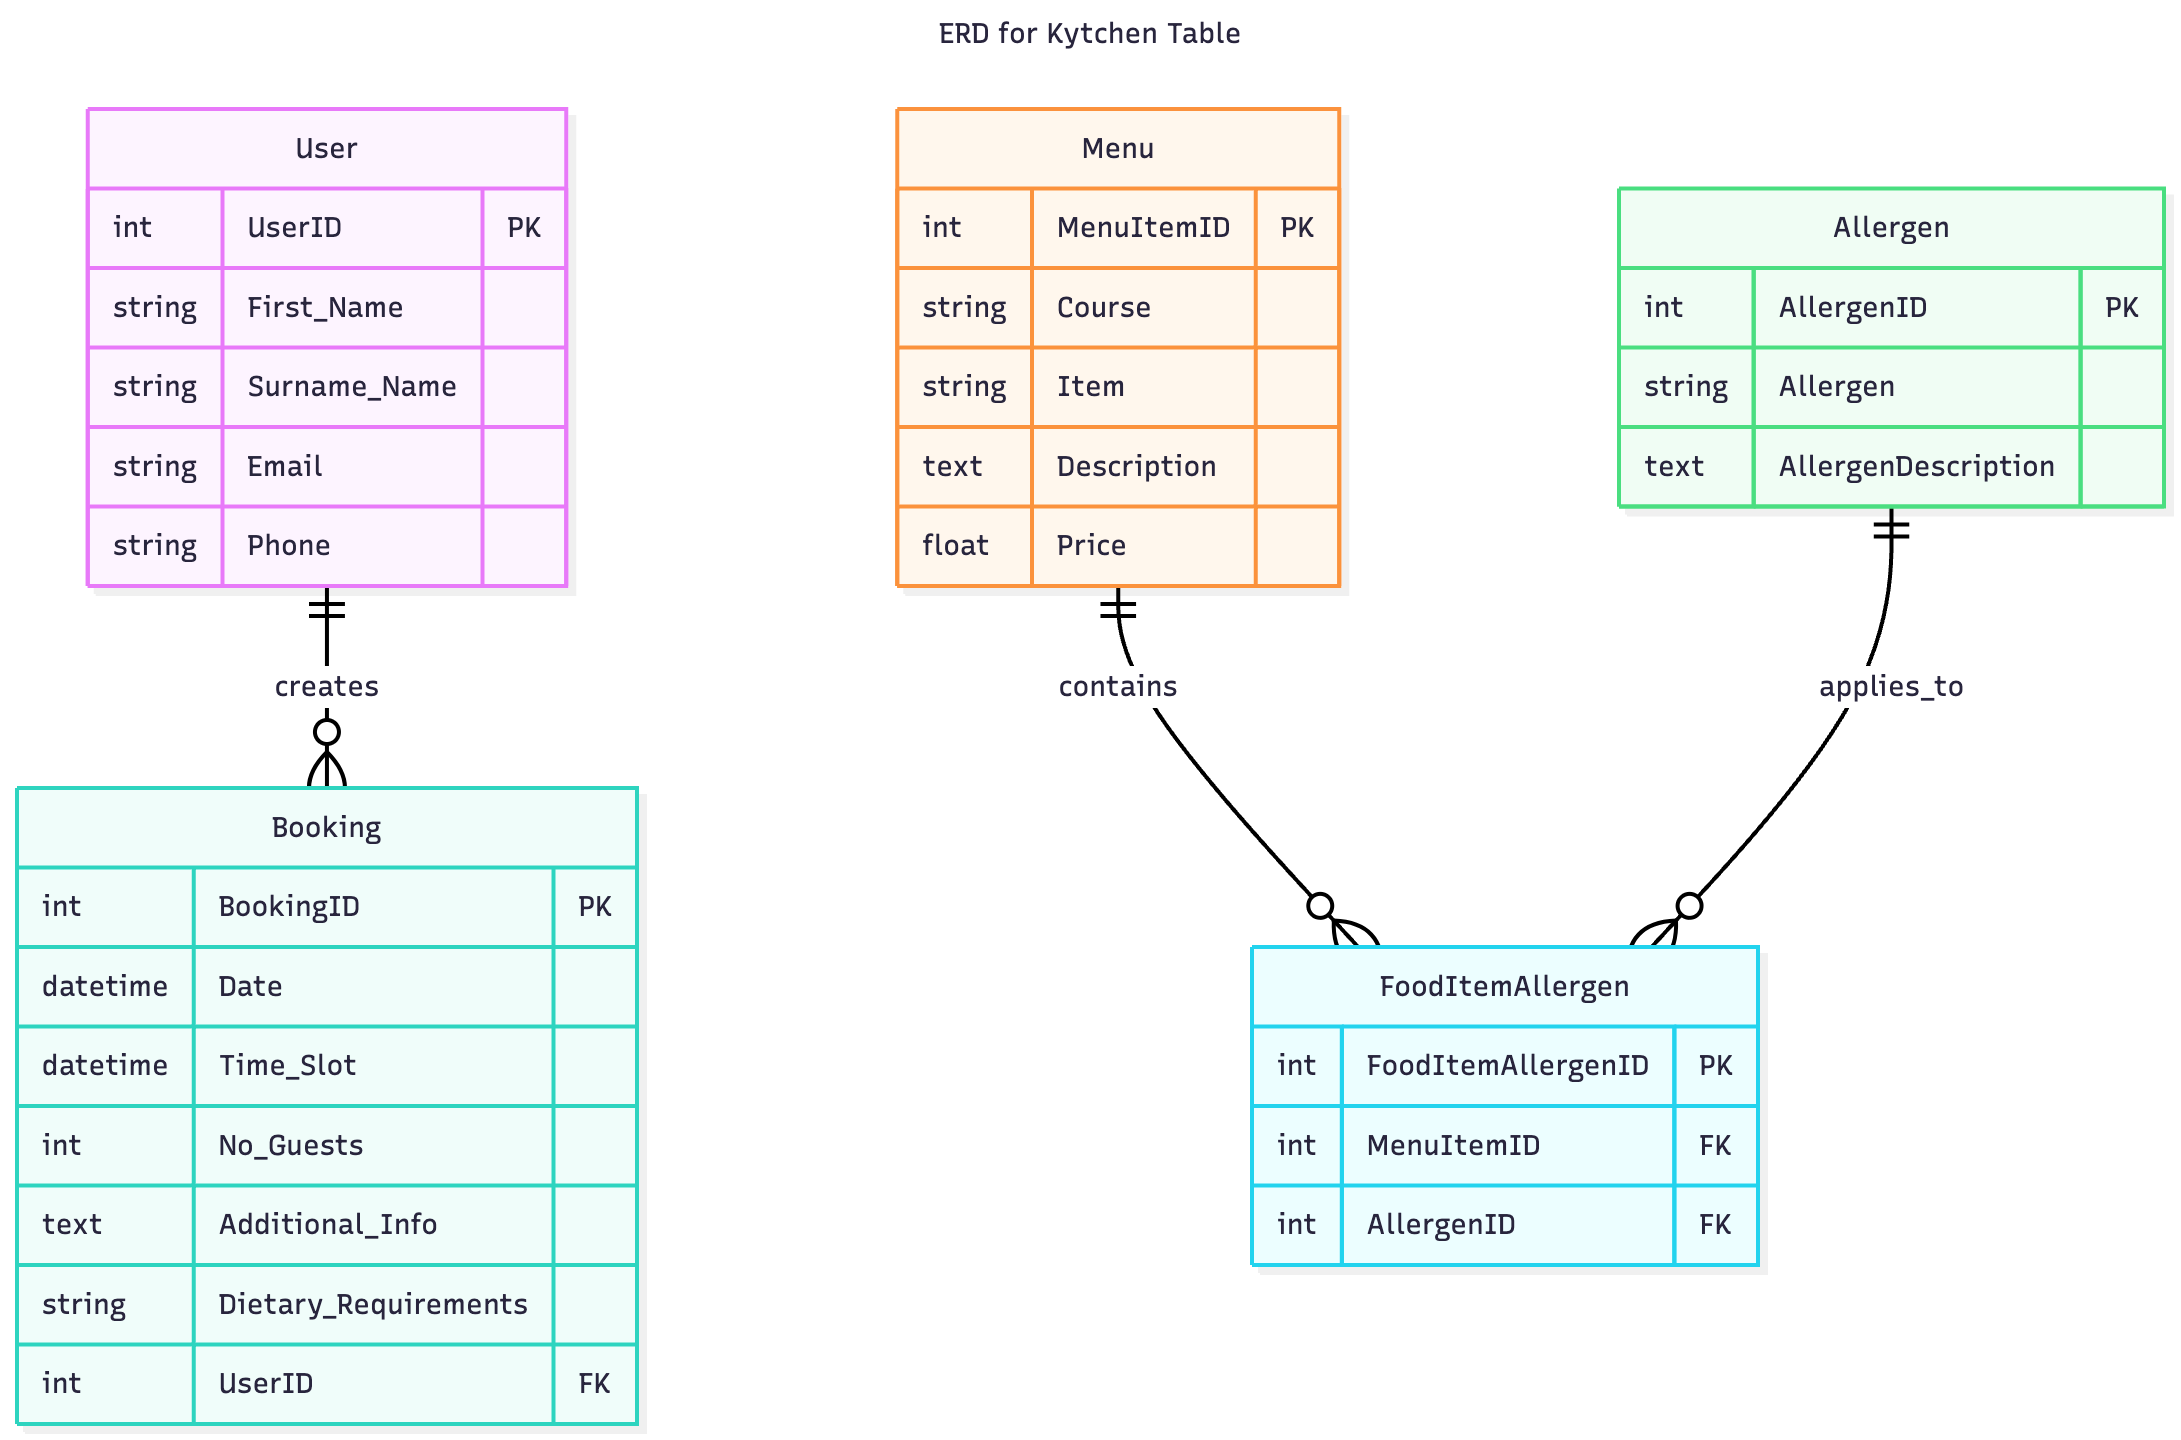 ERD for Kytchen Table
User
int UserID PK
string First_Name
string Surname_Name
string Email
string Phone
Menu
int MenuItemID PK
string Course
string Item
text Description
float Price
Allergen
int AllergenID PK
string Allergen
text AllergenDescription
creates
contains
applies_to
Booking
int BookingID PK
datetime Date
datetime Time_Slot
int No_Guests
text Additional_Info
string Dietary_Requirements
int UserID FK
FoodItemAllergen
int FoodItemAllergenID PK
int MenuItemID FK
int AllergenID FK